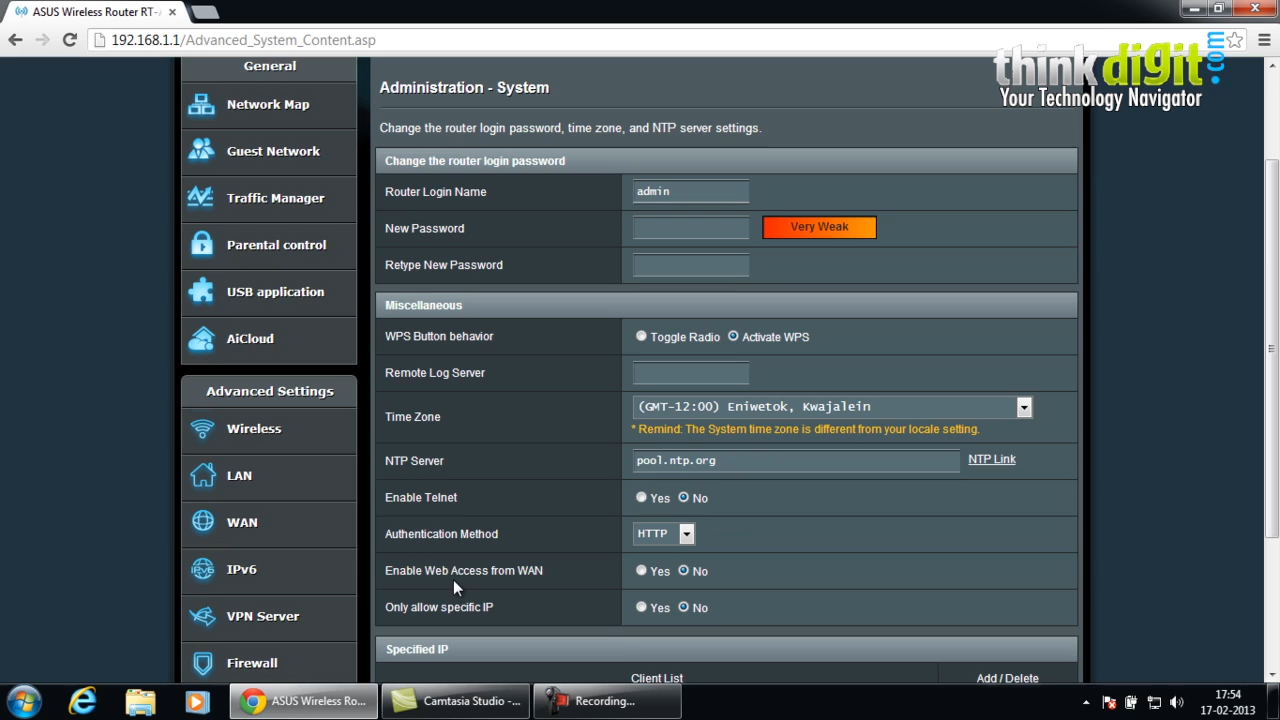 ASUS Wireless Router RT-
192.168.1.1/Advanced_System_Content.asp
thinkdigit.com
Your Technology Navigator
General
Network Map
Guest Network
Traffic Manager
Parental control
USB application
AiCloud
Advanced Settings
Wireless
LAN
WAN
IPv6
VPN Server
Firewall
Administration - System
Change the router login password, time zone, and NTP server settings.
Change the router login password
Router Login Name admin
New Password Very Weak
Retype New Password
Miscellaneous
WPS Button behavior Toggle Radio Activate WPS
Remote Log Server
Time Zone (GMT-12:00) Eniwetok, Kwajalein
* Remind: The System time zone is different from your locale setting.
NTP Server pool.ntp.org NTP Link
Enable Telnet Yes No
Authentication Method HTTP
Enable Web Access from WAN Yes No
Only allow specific IP Yes No
Specified IP
Client List Add / Delete
ASUS Wireless Ro...
Camtasia Studio -...
Recording...
17:54
17-02-2013